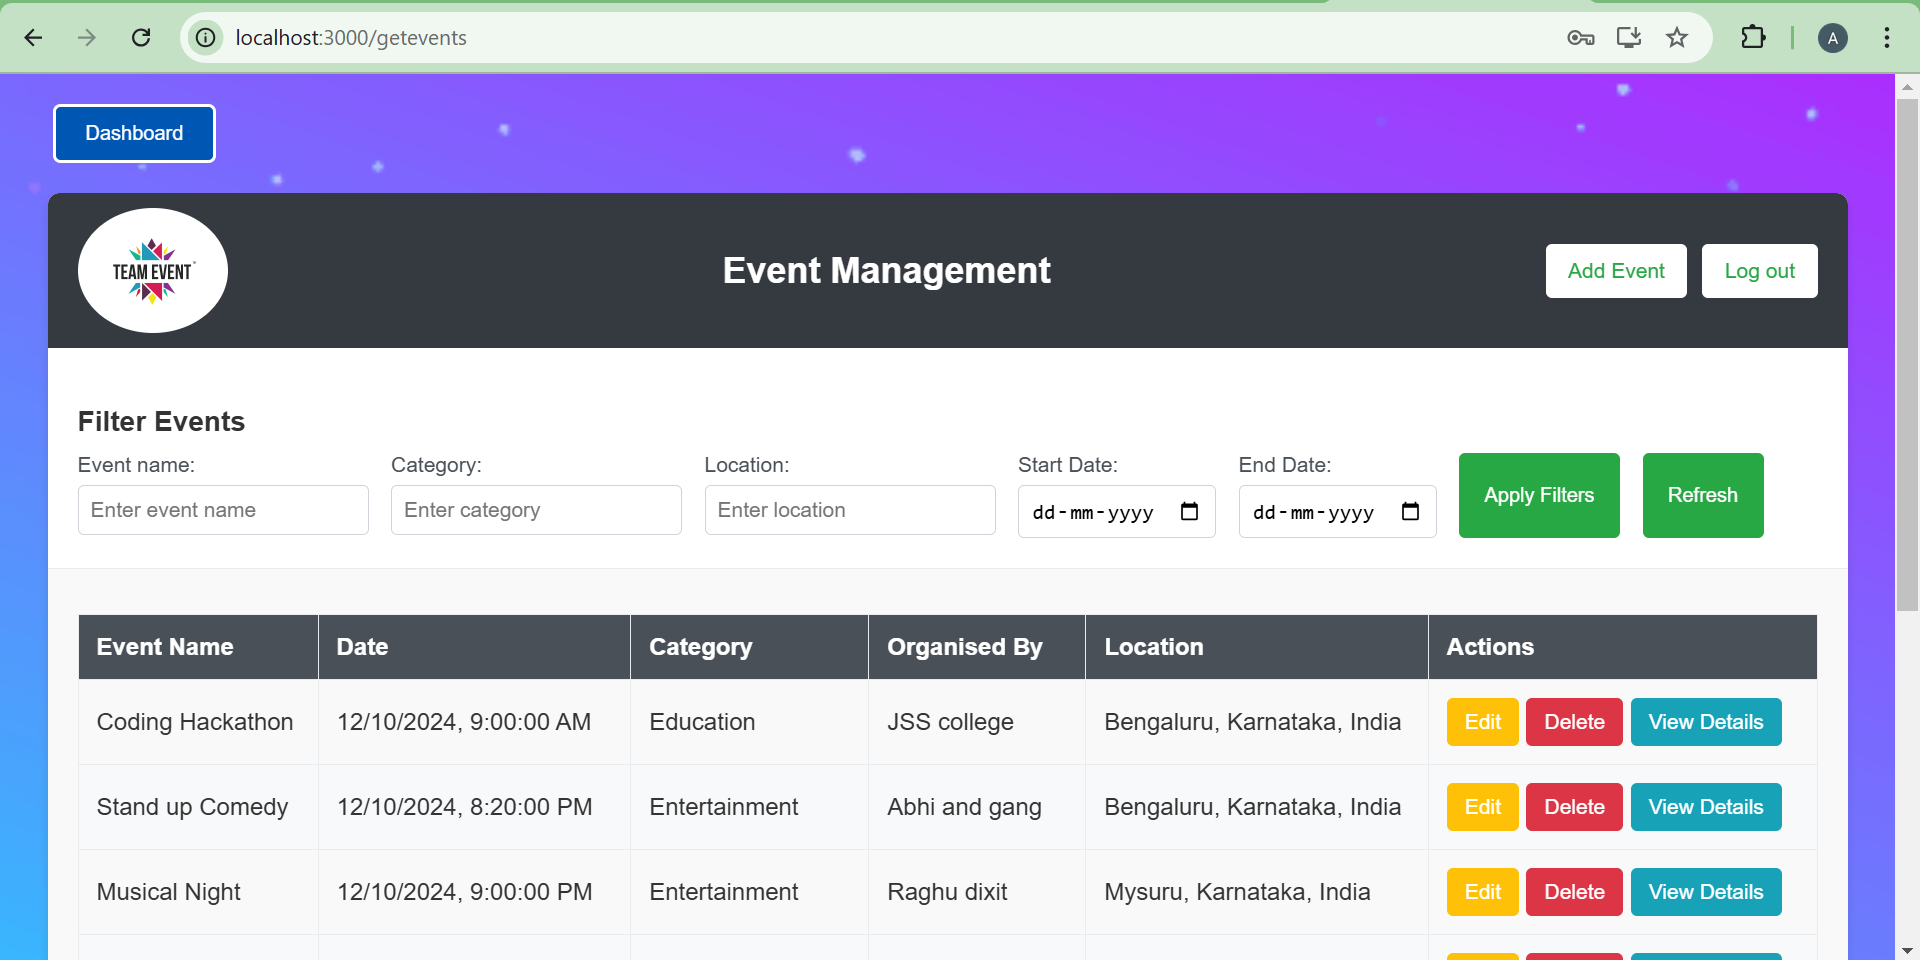 localhost:3000/getevents
A
Dashboard
TEAM EVENT
Event Management
Add Event
Log out
Filter Events
Event name:
Category:
Location:
Start Date:
End Date:
Enter event name
Enter category
Enter location
dd-mm-yyyy
dd-mm-yyyy
Apply Filters
Refresh
Event Name Date Category Organised By Location Actions
Coding Hackathon 12/10/2024, 9:00:00 AM Education JSS college Bengaluru, Karnataka, India Edit Delete View Details
Stand up Comedy 12/10/2024, 8:20:00 PM Entertainment Abhi and gang Bengaluru, Karnataka, India Edit Delete View Details
Musical Night 12/10/2024, 9:00:00 PM Entertainment Raghu dixit Mysuru, Karnataka, India Edit Delete View Details